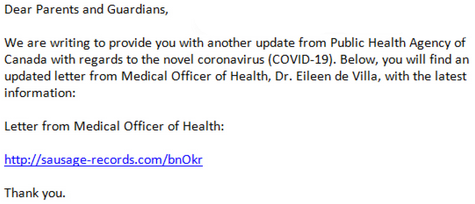 Dear Parents and Guardians,
We are writing to provide you with another update from Public Health Agency of
Canada with regards to the novel coronavirus (COVID-19). Below, you will find an
updated letter from Medical Officer of Health, Dr. Eileen de Villa, with the latest
information:
Letter from Medical Officer of Health:
http://sausage-records.com/bnOkr
Thank you.